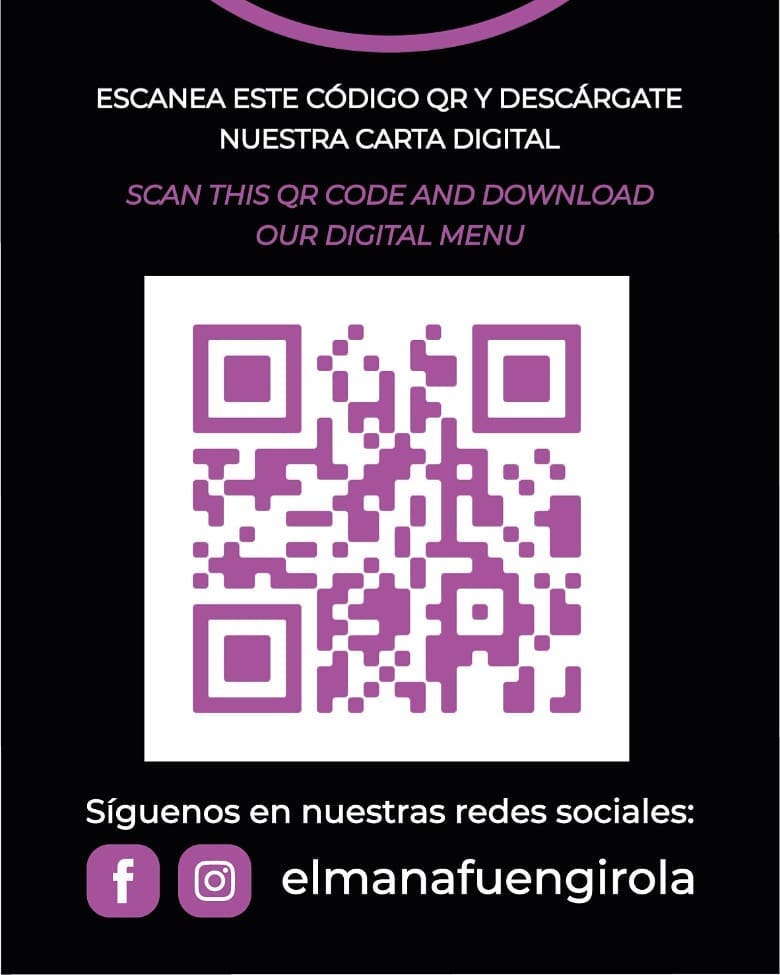 ESCANEA ESTE CÓDIGO QR Y DESCÁRGATE
NUESTRA CARTA DIGITAL
SCAN THIS QR CODE AND DOWNLOAD
OUR DIGITAL MENU
Síguenos en nuestras redes sociales:
elmanafuengirola